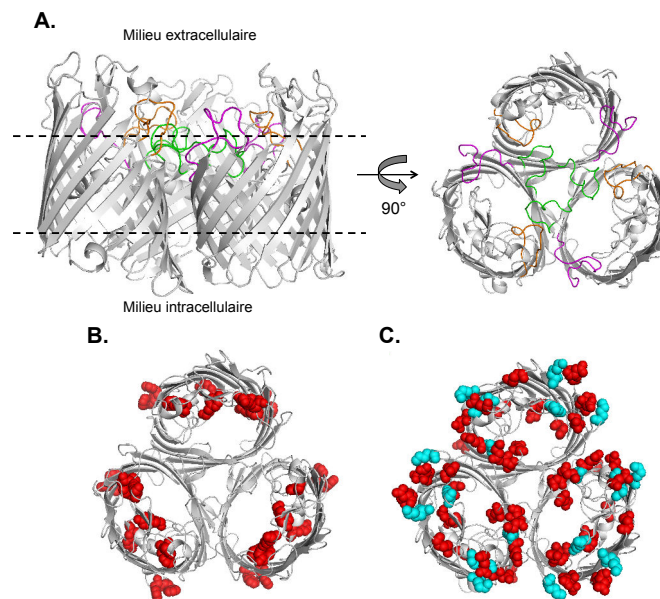 A.
Milieu extracellulaire
90°
Milieu intracellulaire
B.
C.